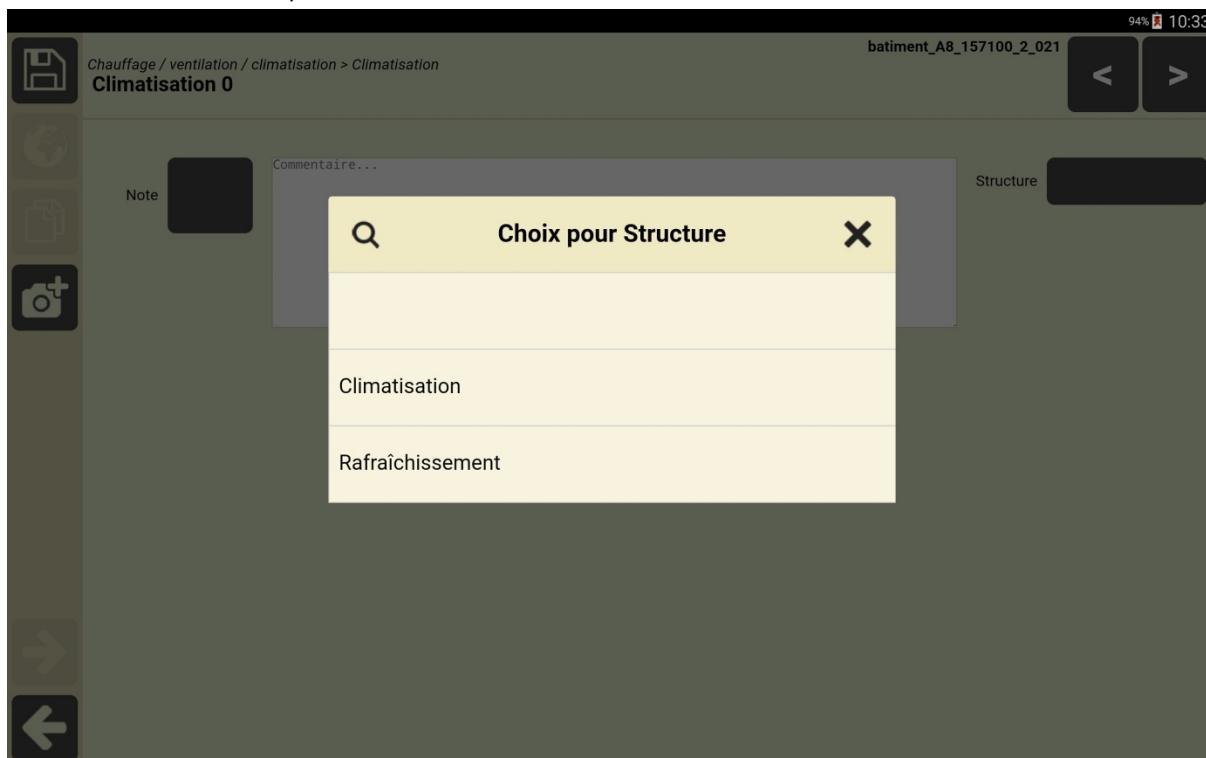 94% 10:33
batiment_A8_157100_2_021
Chauffage / ventilation / climatisation > Climatisation
Climatisation 0
< >
Commentaire...
Note
Structure
Choix pour Structure
Climatisation
Rafraîchissement